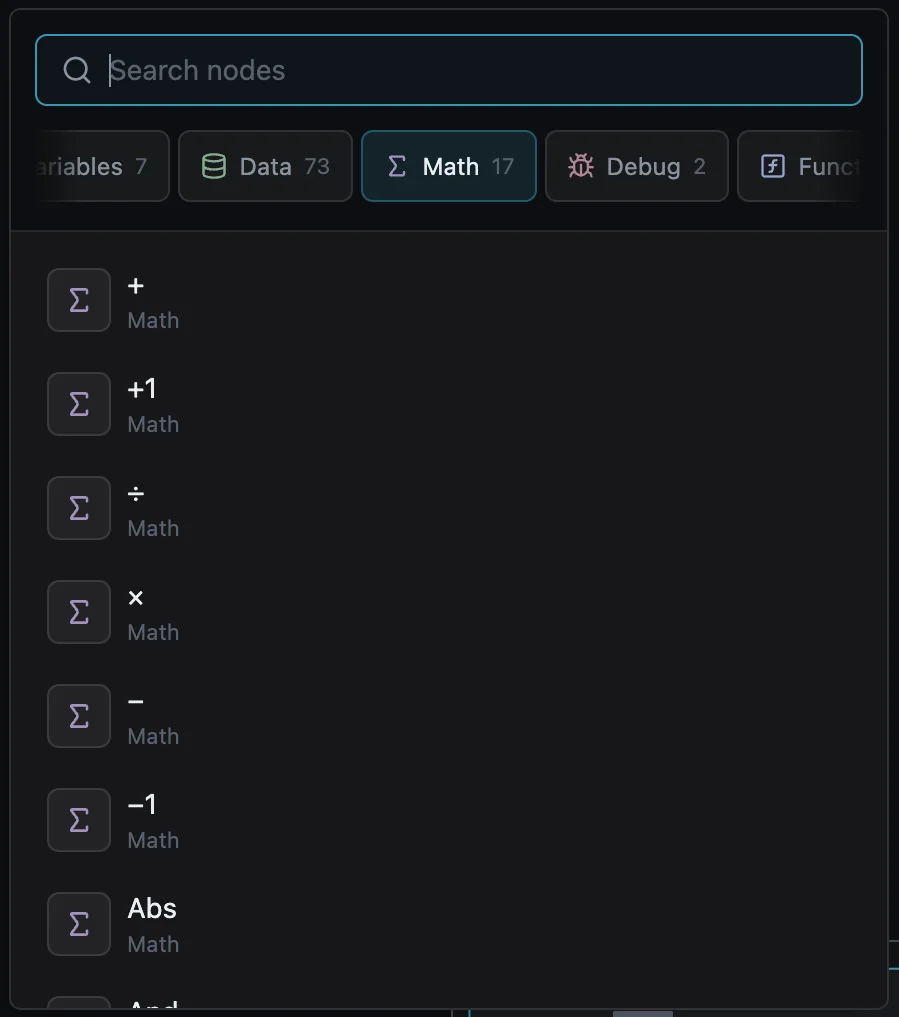 Search nodes
ariables 7 Data 73 Math 17 Debug 2 Funct
+
Math
+1
Math
÷
Math
×
Math
−
Math
−1
Math
Abs
Math
And